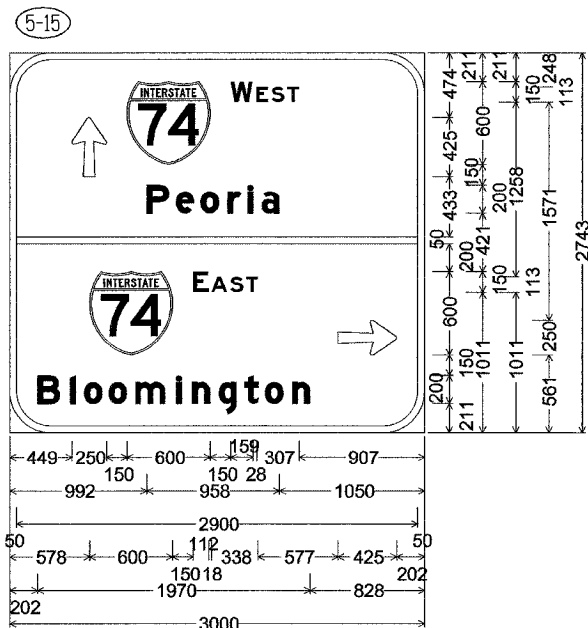 5-15
INTERSTATE
74
WEST
Peoria
INTERSTATE
74
EAST
Bloomington
474 425 433 50 600 200
211 600 150 421 200 150 1011 211
211 150 200 1258 150 1011
248 113 1571 113 250 561
2743
449 250 150 600 150 159 28 307 907
992 958 1050
50 2900 50
578 600 150 112 18 338 577 425 202
202 1970 828
3000